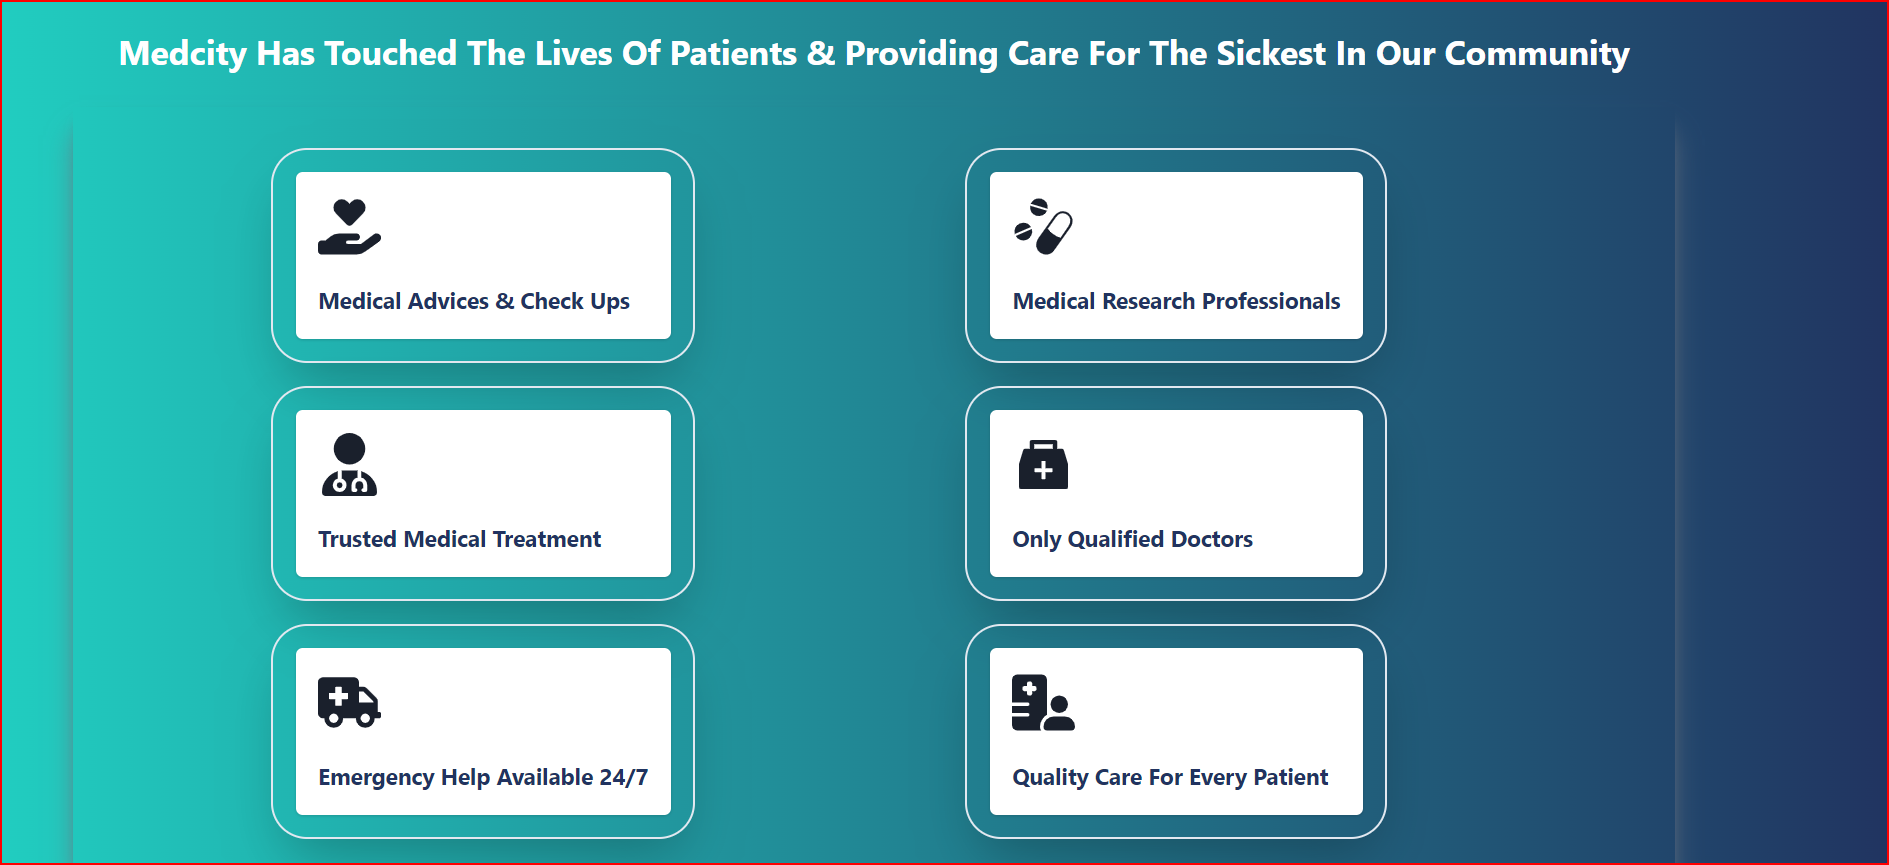 Medcity Has Touched The Lives Of Patients & Providing Care For The Sickest In Our Community
Medical Advices & Check Ups
Medical Research Professionals
Trusted Medical Treatment
Only Qualified Doctors
Emergency Help Available 24/7
Quality Care For Every Patient